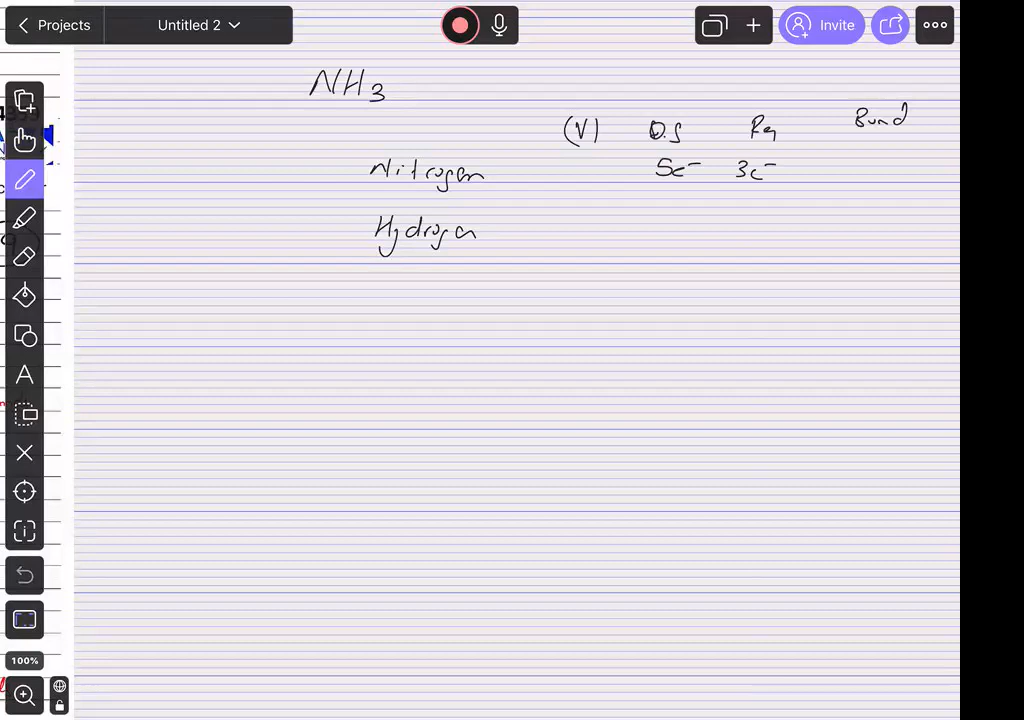 Projects
Untitled 2
Invite
NH3
(V) O.S Req Bond
Nitrogen 5e⁻ 3e⁻
Hydrogen
100%